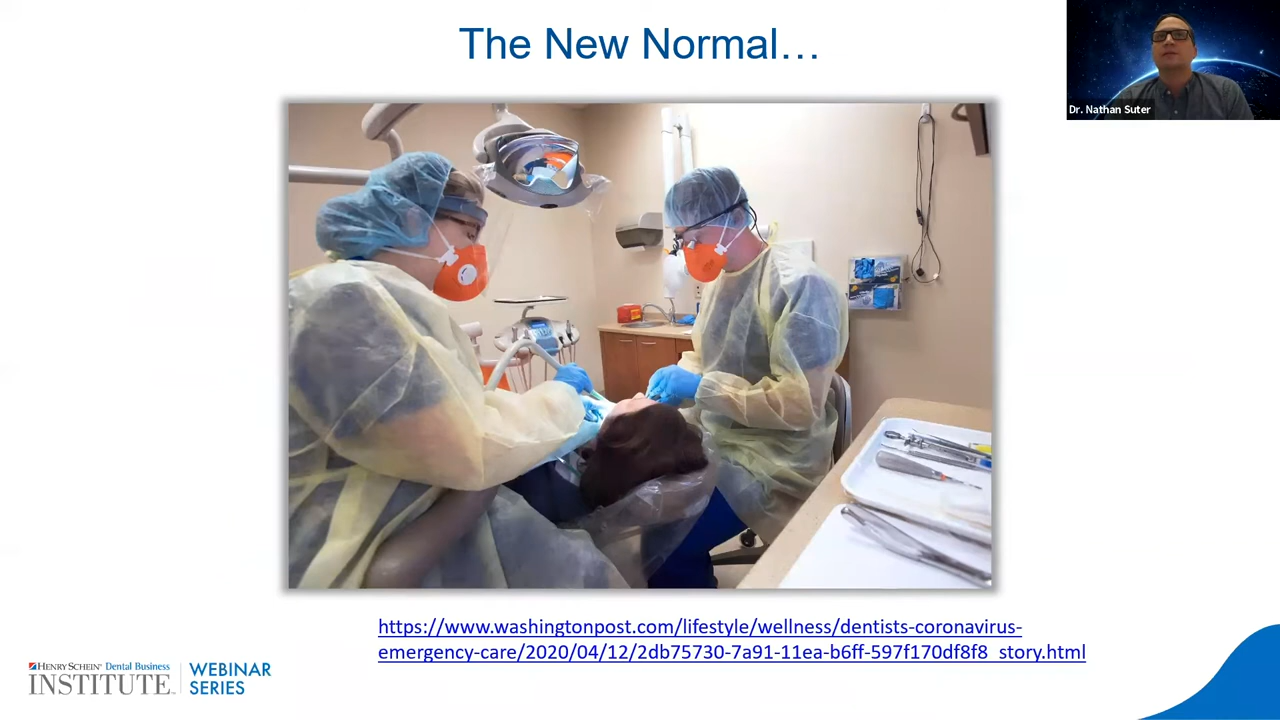 The New Normal…
Dr. Nathan Suter
https://www.washingtonpost.com/lifestyle/wellness/dentists-coronavirus-
emergency-care/2020/04/12/2db75730-7a91-11ea-b6ff-597f170df8f8_story.html
HENRY SCHEIN® Dental Business
INSTITUTE™
WEBINAR
SERIES